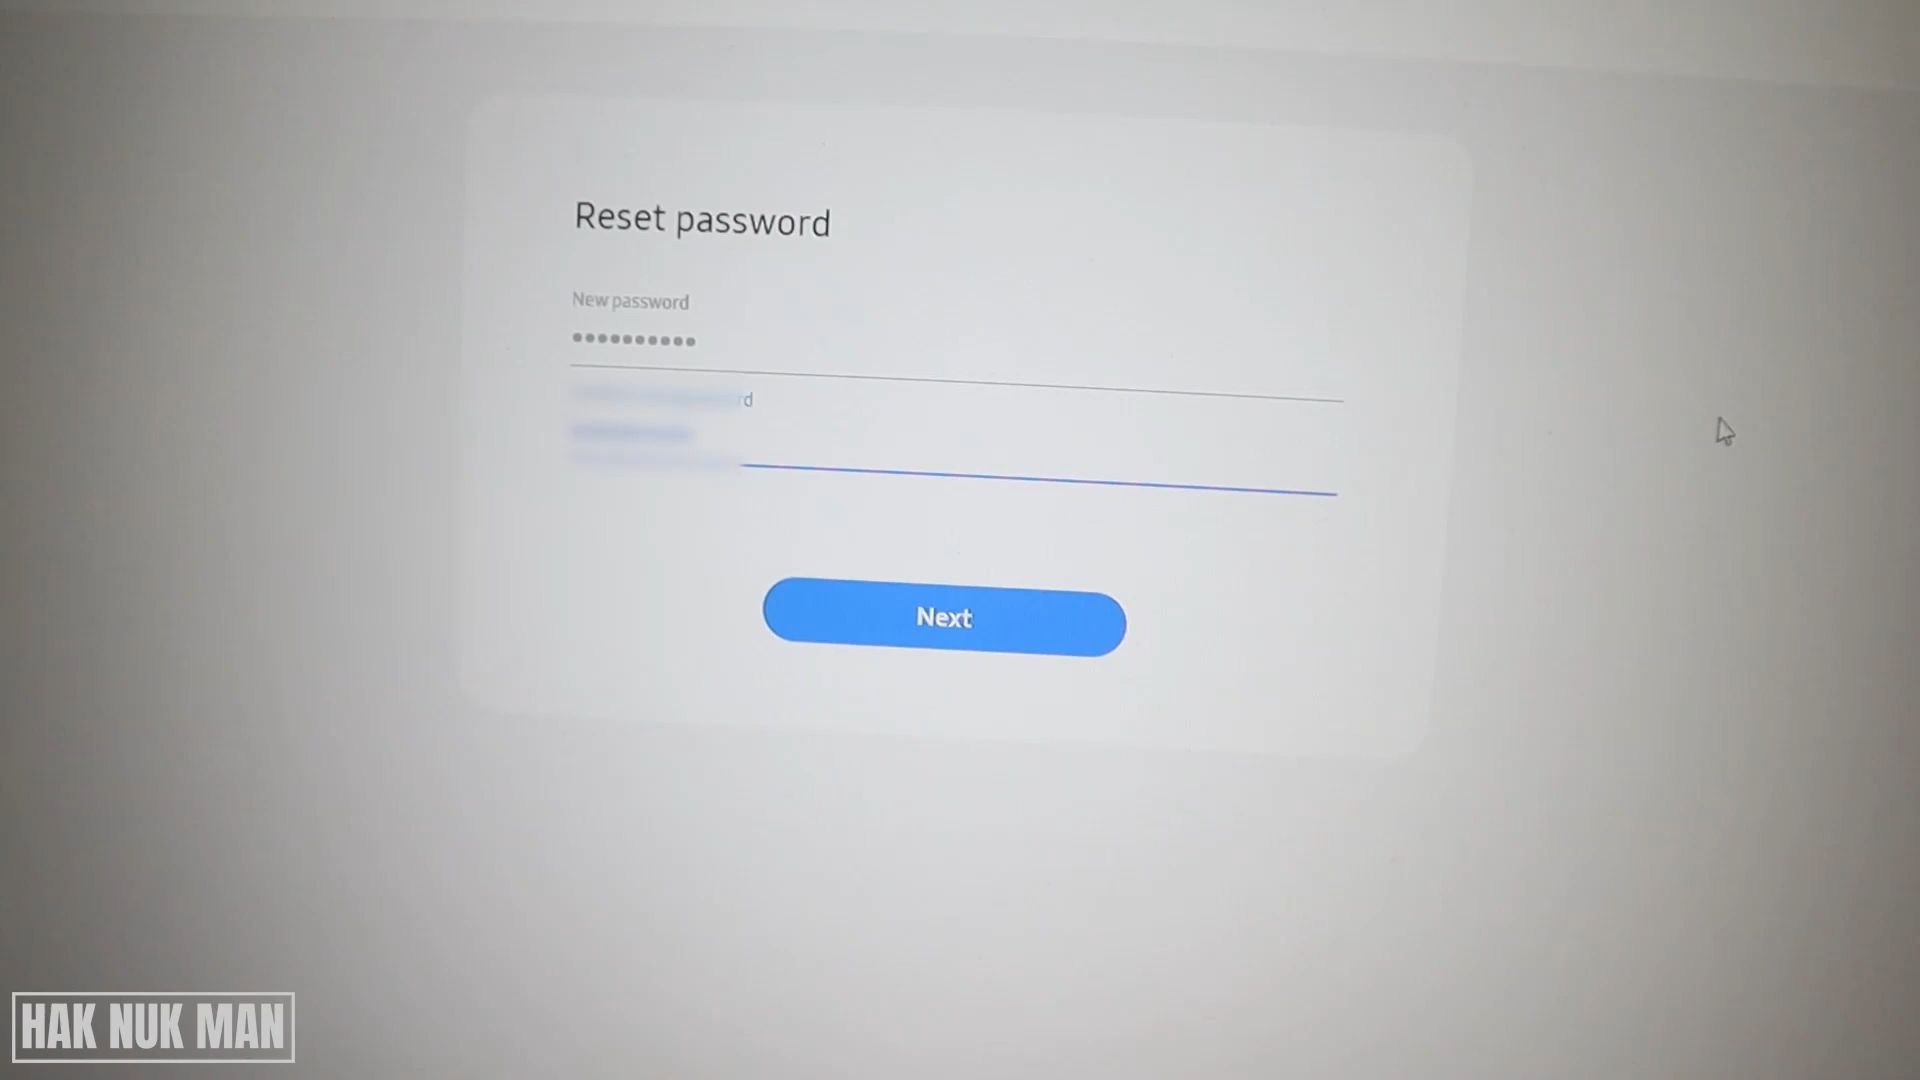 Reset password
New password
••••••••••
Next
HAK NUK MAN